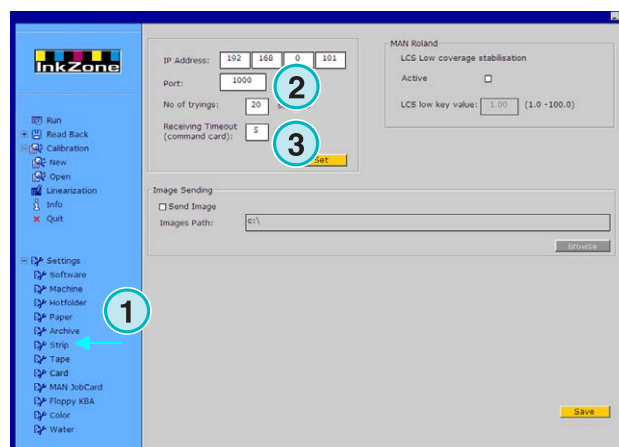 InkZone
Run
Read Back
Calibration
New
Open
Linearization
Info
Quit
Settings
Software
Machine
Hotfolder
Paper
Archive
Strip
Tape
Card
MAN JobCard
Floppy KBA
Color
Water
1
IP Address: 192 168 0 101
Port: 1000
2
No of tryings: 20
Receiving Timeout
(command card): 5
3
Set
MAN Roland
LCS Low coverage stabilisation
Active
LCS low key value: 1.00 (1.0 -100.0)
Image Sending
Send Image
Images Path: c:\
Browse
Save